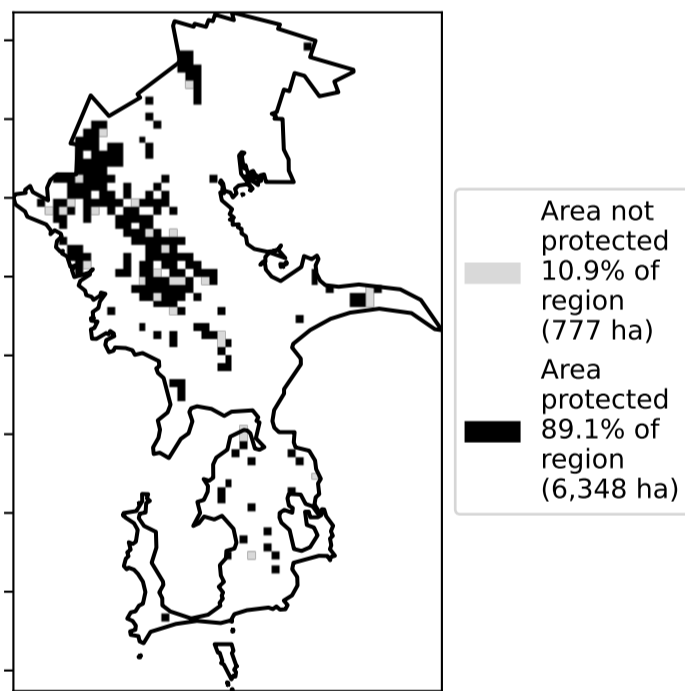 Area not
protected
10.9% of
region
(777 ha)
Area
protected
89.1% of
region
(6,348 ha)